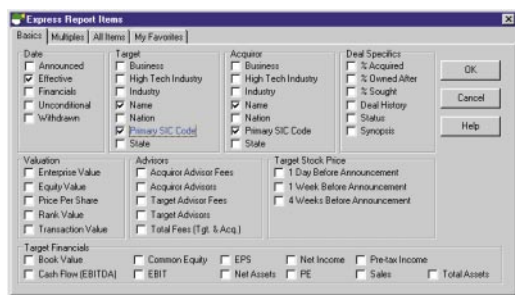 Express Report Items
Basics Multiples All Items My Favorites
Date
Announced
Effective
Financials
Unconditional
Withdrawn
Target
Business
High Tech Industry
Industry
Name
Nation
Primary SIC Code
State
Acquiror
Business
High Tech Industry
Industry
Name
Nation
Primary SIC Code
State
Deal Specifics
% Acquired
% Owned After
% Sought
Deal History
Status
Synopsis
OK
Cancel
Help
Valuation
Enterprise Value
Equity Value
Price Per Share
Rank Value
Transaction Value
Advisors
Acquiror Advisor Fees
Acquiror Advisors
Target Advisor Fees
Target Advisors
Total Fees (Tgt. & Acq.)
Target Stock Price
1 Day Before Announcement
1 Week Before Announcement
4 Weeks Before Announcement
Target Financials
Book Value Common Equity EPS Net Income Pre-tax Income
Cash Flow (EBITDA) EBIT Net Assets PE Sales Total Assets